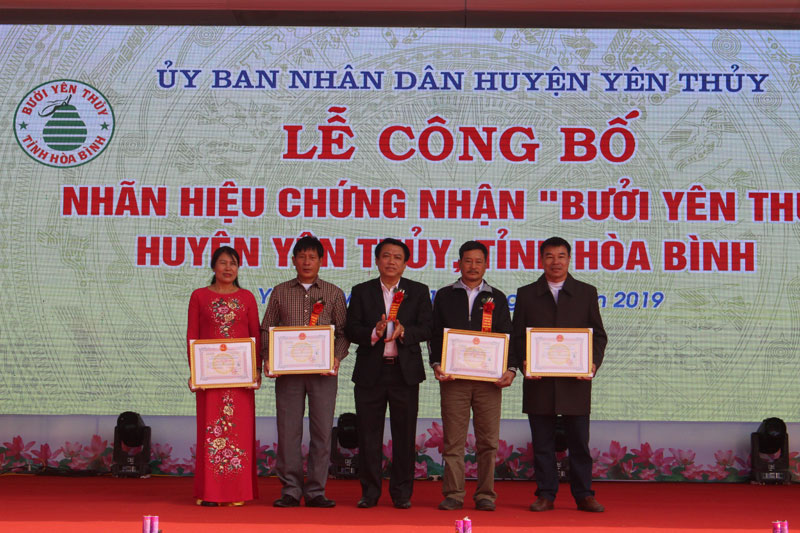 ỦY BAN NHÂN DÂN HUYỆN YÊN THỦY
BƯỞI YÊN THỦY
TỈNH HÒA BÌNH
LỄ CÔNG BỐ
NHÃN HIỆU CHỨNG NHẬN "BƯỞI YÊN
HUYỆN YÊN THỦY, TỈNH HÒA BÌNH
2019